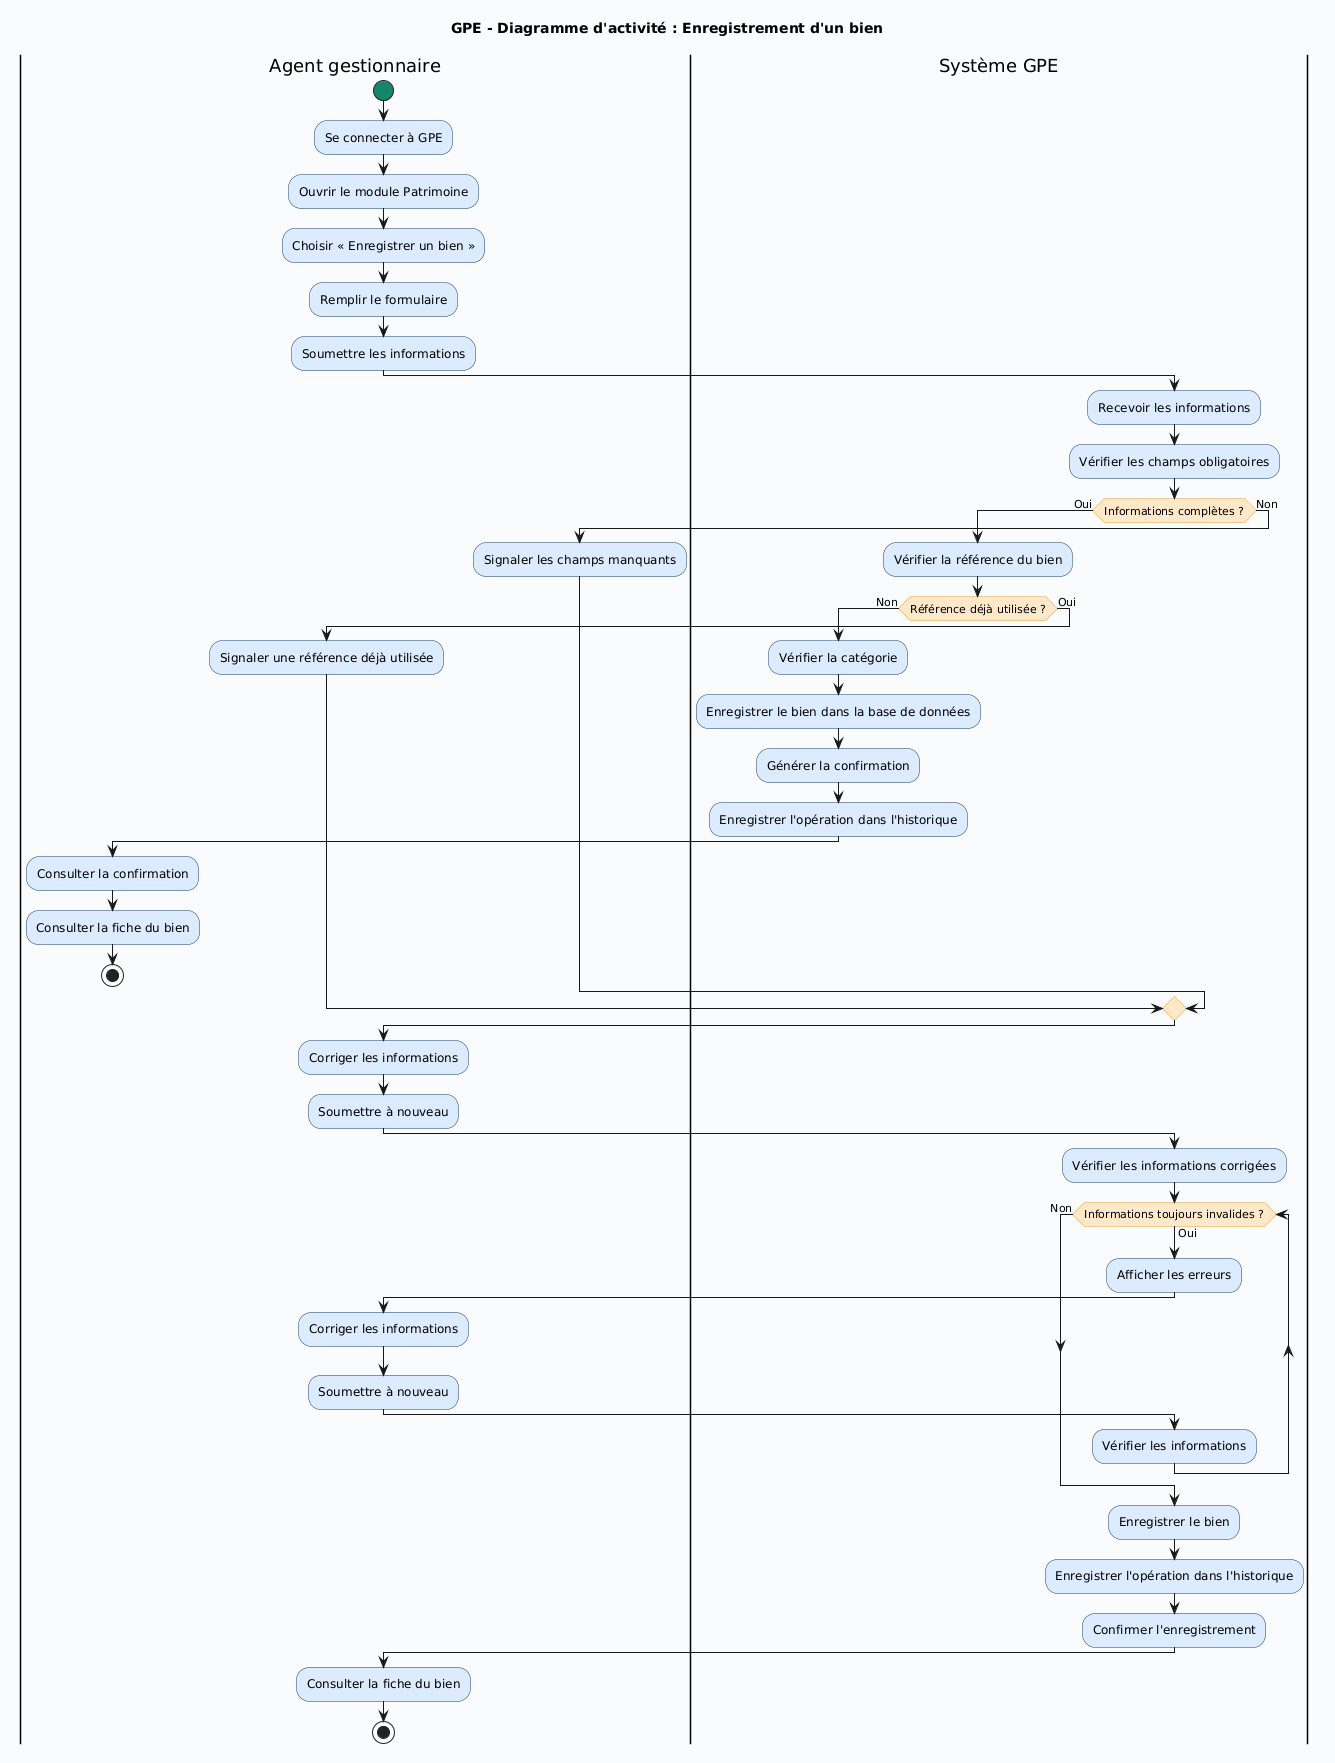 GPE - Diagramme d'activité : Enregistrement d'un bien
Agent gestionnaire
Système GPE
Se connecter à GPE
Ouvrir le module Patrimoine
Choisir « Enregistrer un bien »
Remplir le formulaire
Soumettre les informations
Recevoir les informations
Vérifier les champs obligatoires
Oui
Informations complètes ?
Non
Signaler les champs manquants
Vérifier la référence du bien
Non
Référence déjà utilisée ?
Oui
Signaler une référence déjà utilisée
Vérifier la catégorie
Enregistrer le bien dans la base de données
Générer la confirmation
Enregistrer l'opération dans l'historique
Consulter la confirmation
Consulter la fiche du bien
Corriger les informations
Soumettre à nouveau
Vérifier les informations corrigées
Non
Informations toujours invalides ?
Oui
Afficher les erreurs
Corriger les informations
Soumettre à nouveau
Vérifier les informations
Enregistrer le bien
Enregistrer l'opération dans l'historique
Confirmer l'enregistrement
Consulter la fiche du bien